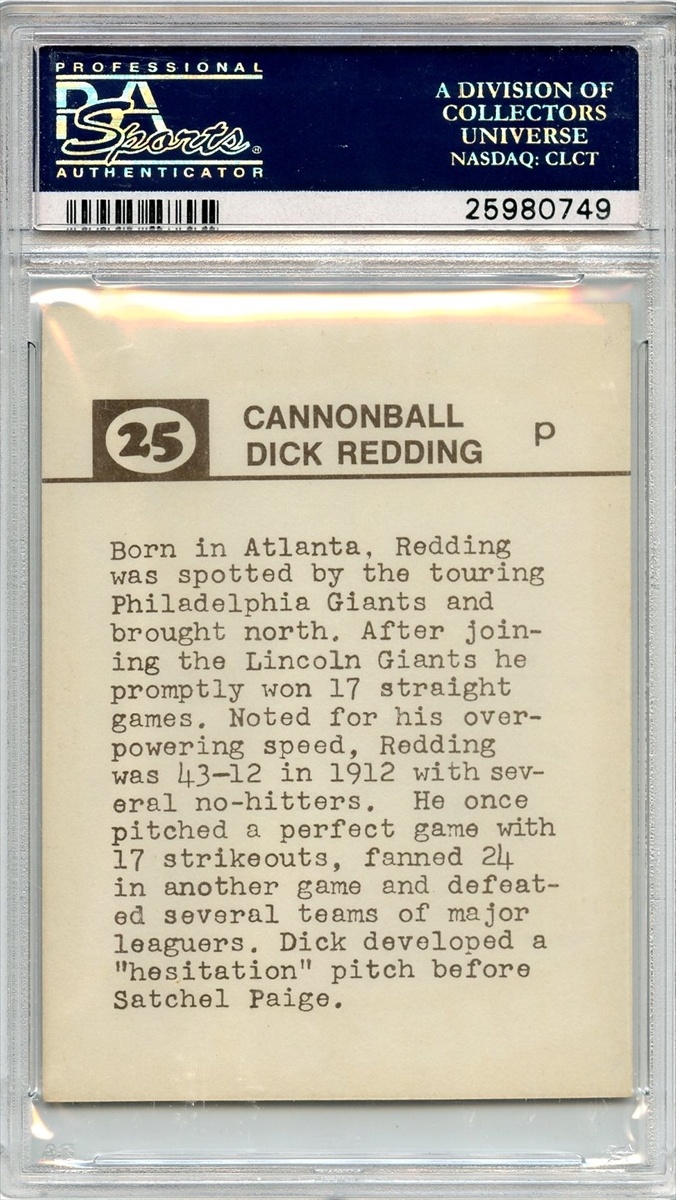 PROFESSIONAL
PSA
Sports®
AUTHENTICATOR
A DIVISION OF
COLLECTORS
UNIVERSE
NASDAQ: CLCT
25980749
25
CANNONBALL
DICK REDDING
p
Born in Atlanta, Redding
was spotted by the touring
Philadelphia Giants and
brought north. After join-
ing the Lincoln Giants he
promptly won 17 straight
games. Noted for his over-
powering speed, Redding
was 43-12 in 1912 with sev-
eral no-hitters. He once
pitched a perfect game with
17 strikeouts, fanned 24
in another game and defeat-
ed several teams of major
leaguers. Dick developed a
"hesitation" pitch before
Satchel Paige.